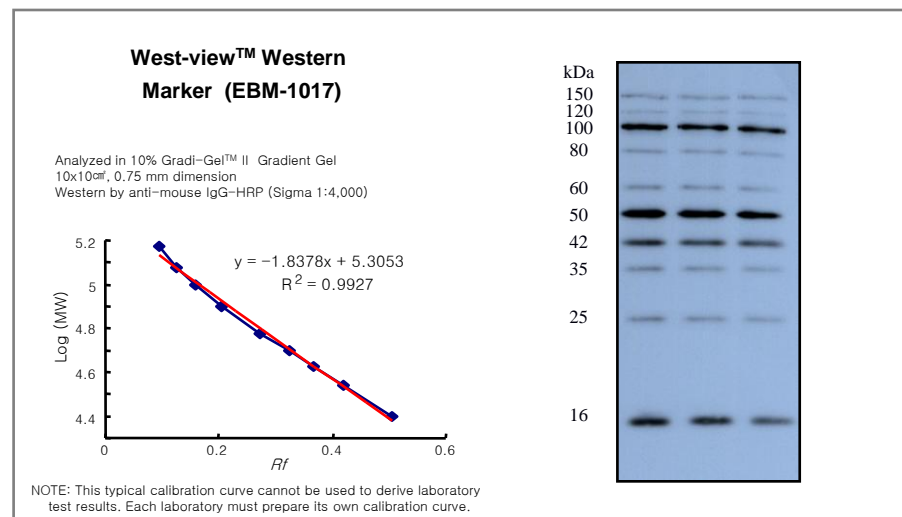 West-view™ Western
Marker (EBM-1017)
Analyzed in 10% Gradi-Gel™ II Gradient Gel
10x10㎠, 0.75 mm dimension
Western by anti-mouse IgG-HRP (Sigma 1:4,000)
5.2
5
4.8
4.6
4.4
Log (MW)
y = −1.8378x + 5.3053
R² = 0.9927
0
0.2
0.4
0.6
Rf
NOTE: This typical calibration curve cannot be used to derive laboratory
test results. Each laboratory must prepare its own calibration curve.
kDa
150
120
100
80
60
50
42
35
25
16